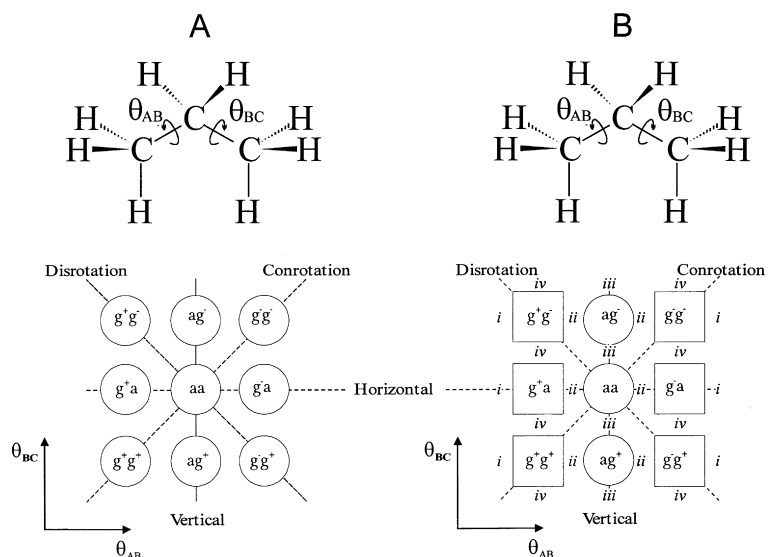 A
H H
θAB θBC
H C H
H C C H
H H
Disrotation Conrotation
g⁺g⁻ ag⁻ g⁻g⁻
g⁺a aa g⁻a
g⁺g⁺ ag⁺ g⁻g⁺
θBC
Vertical
θAB
Horizontal
B
H H
θAB θBC
H C H
H C C H
H H
Disrotation Conrotation
iv iii iv
i g⁺g⁻ ii ag⁻ ii g⁻g⁻ i
iv iii iv
i g⁺a ii aa ii g⁻a i
iv iii iv
i g⁺g⁺ ii ag⁺ ii g⁻g⁺ i
iv iii iv
θBC
Vertical
θAB